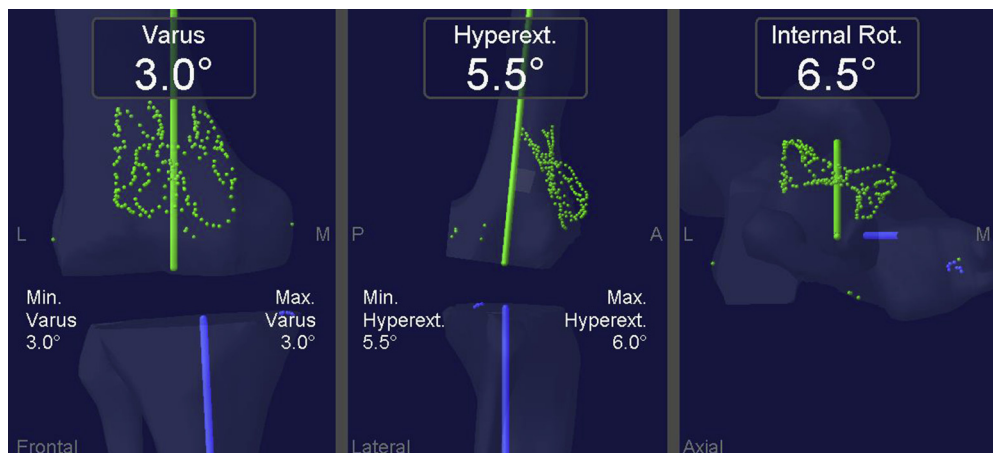 Varus
3.0°
L
M
Min.
Varus
3.0°
Max.
Varus
3.0°
Frontal
Hyperext.
5.5°
P
A
Min.
Hyperext.
5.5°
Max.
Hyperext.
6.0°
Lateral
Internal Rot.
6.5°
L
M
Axial